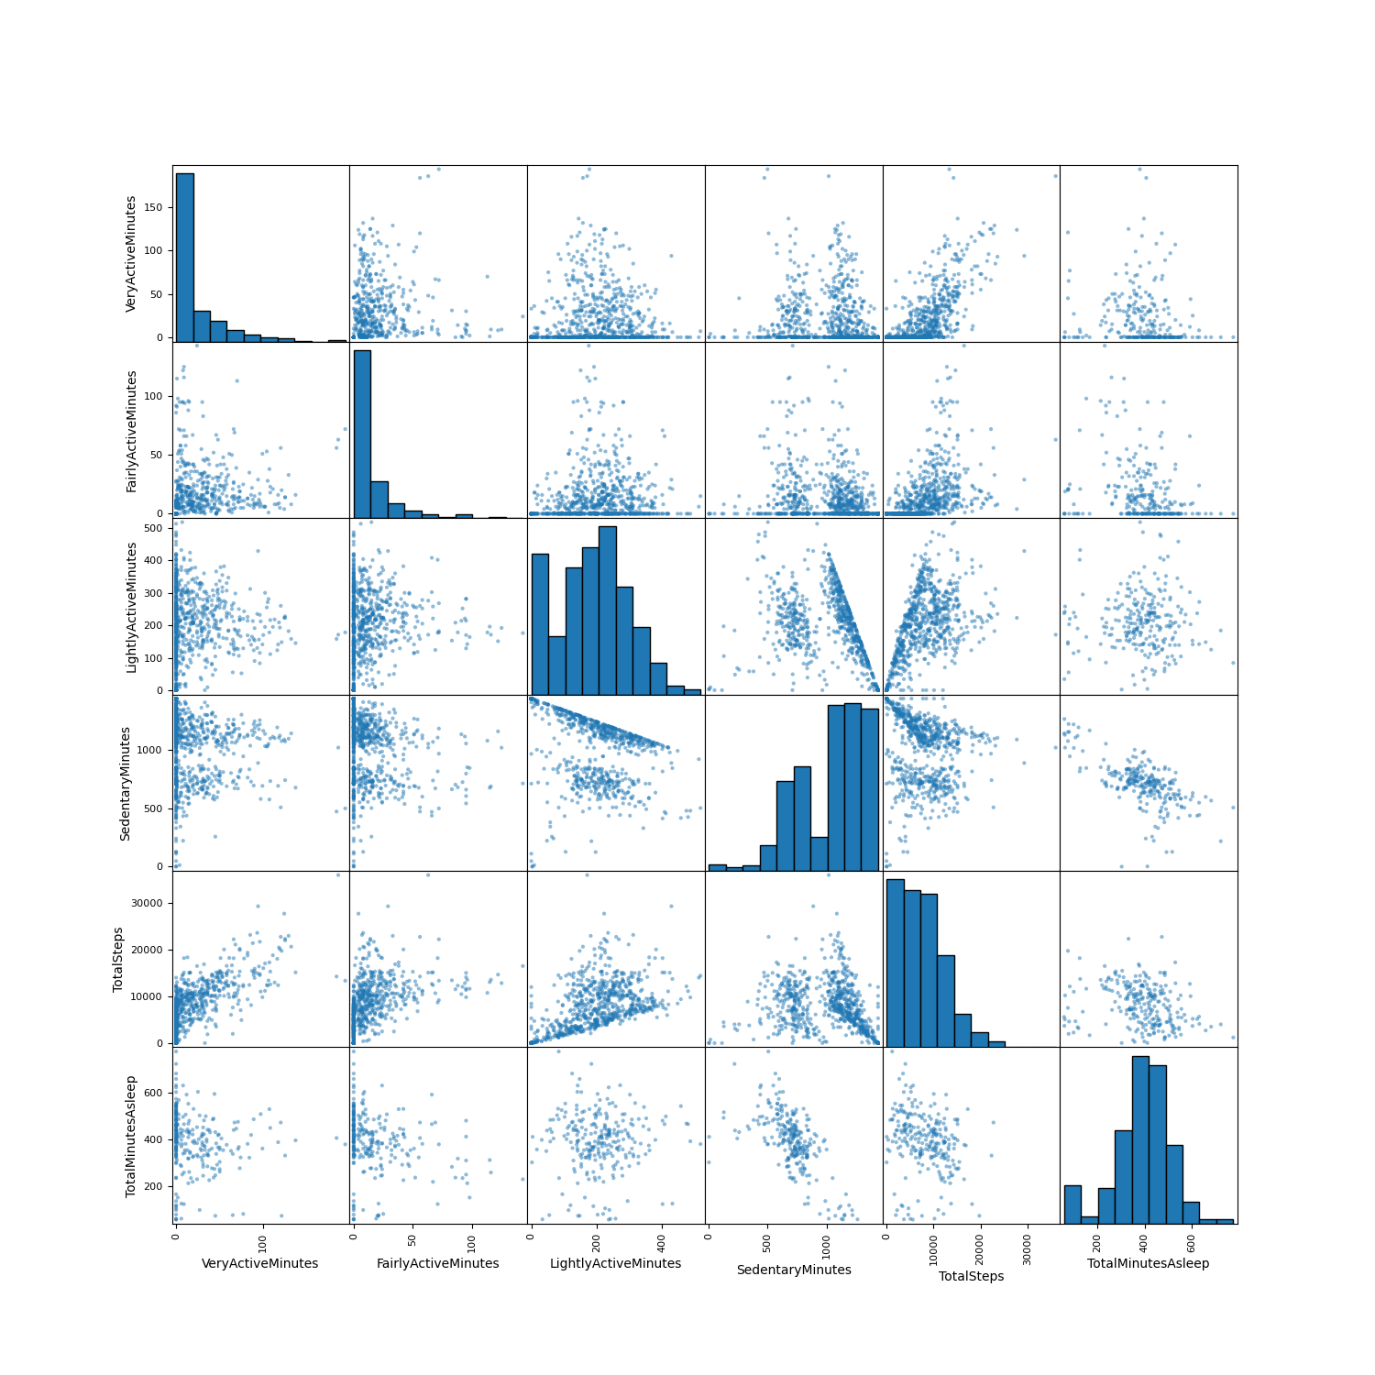 VeryActiveMinutes
150
100
50
0
FairlyActiveMinutes
100
50
0
LightlyActiveMinutes
500
400
300
200
100
0
SedentaryMinutes
1000
500
0
TotalSteps
30000
20000
10000
0
TotalMinutesAsleep
600
400
200
0 100 0 50 100 0 200 400 0 500 1000 0 10000 20000 30000 200 400 600
VeryActiveMinutes FairlyActiveMinutes LightlyActiveMinutes SedentaryMinutes TotalSteps TotalMinutesAsleep